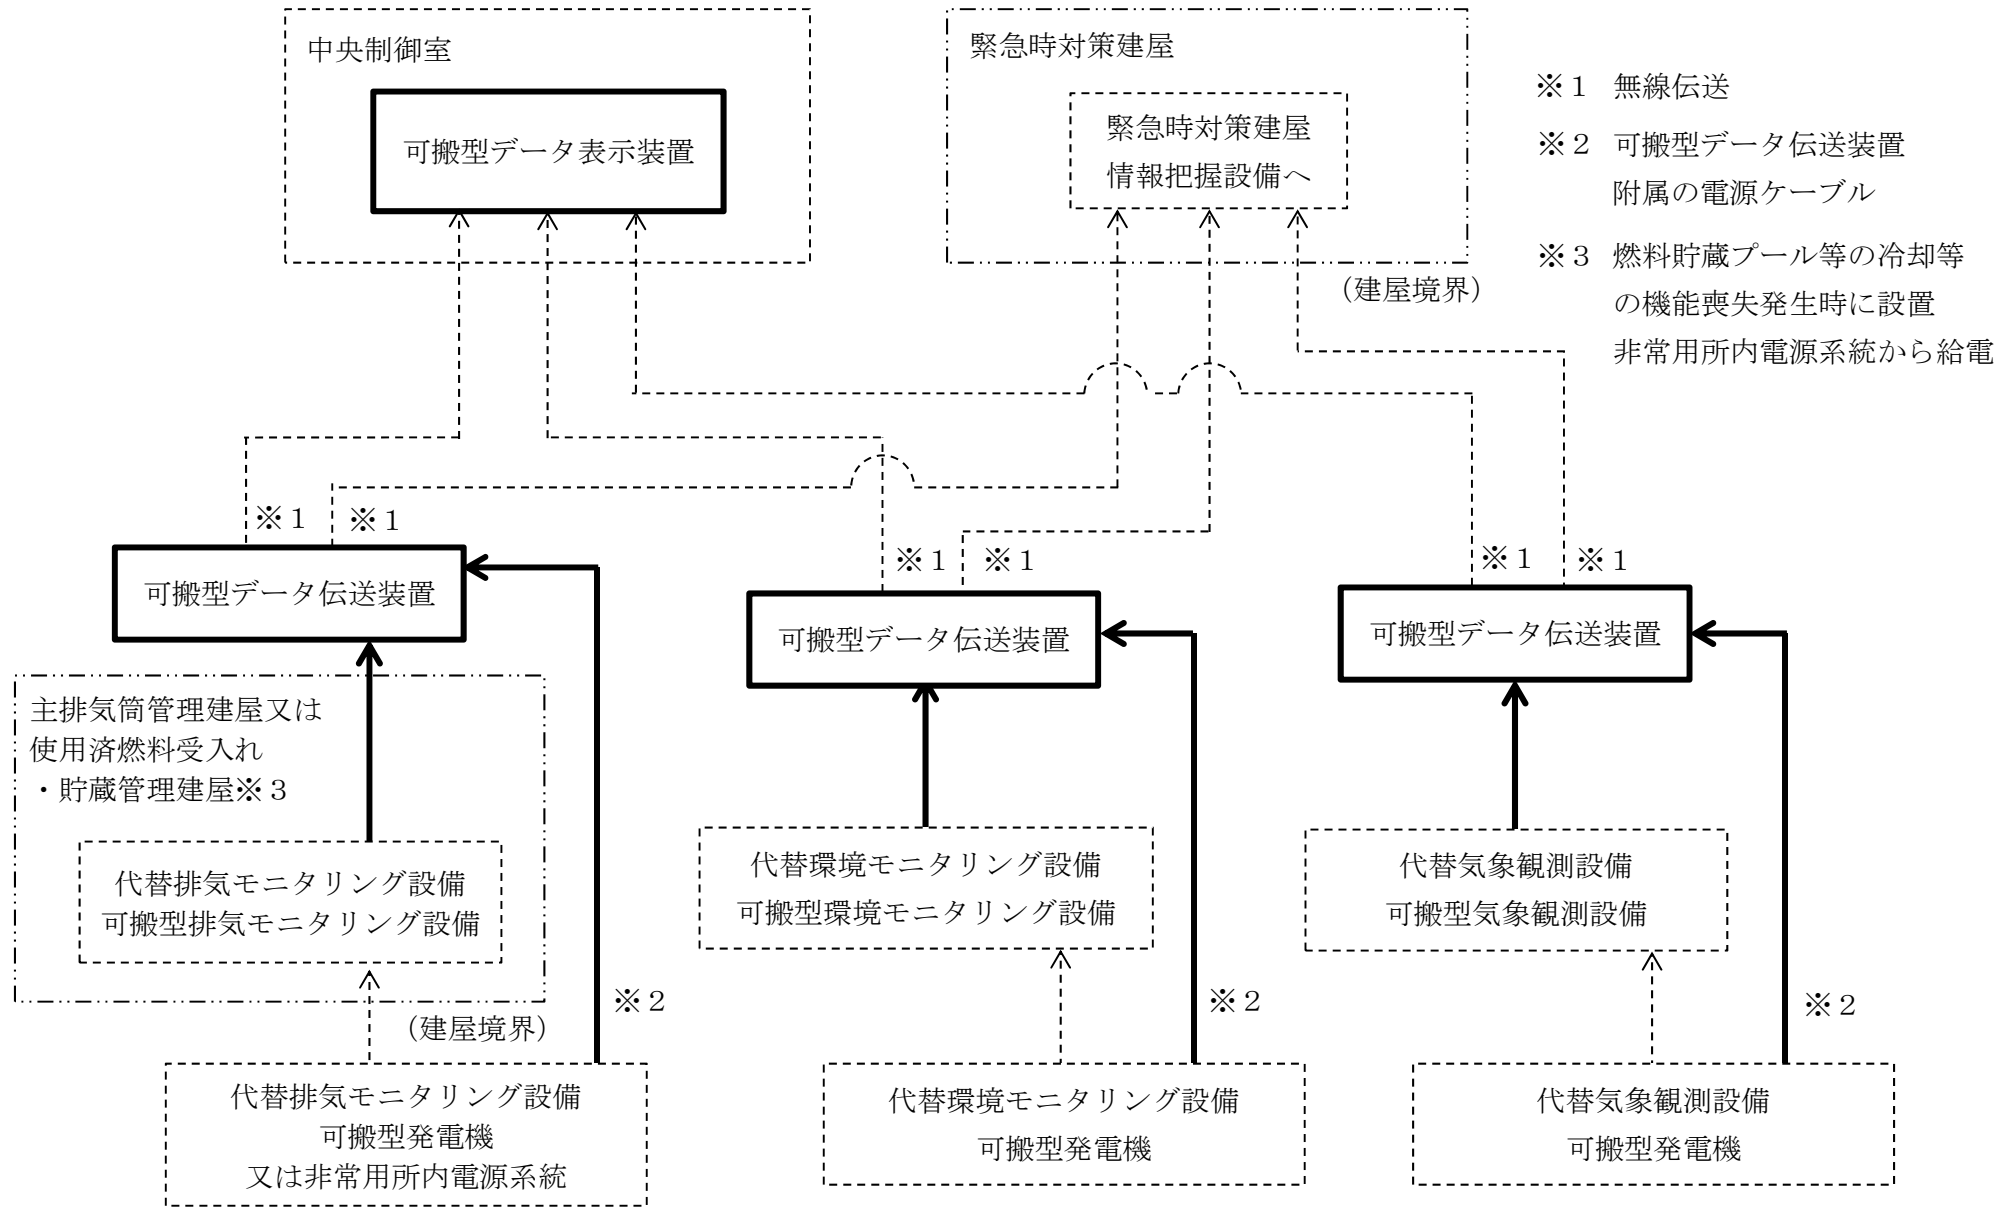 中央制御室
可搬型データ表示装置
緊急時対策建屋
緊急時対策建屋
情報把握設備へ
（建屋境界）
※１　無線伝送
※２　可搬型データ伝送装置
附属の電源ケーブル
※３　燃料貯蔵プール等の冷却等
の機能喪失発生時に設置
非常用所内電源系統から給電
※１
※１
※１
※１
※１
※１
可搬型データ伝送装置
可搬型データ伝送装置
可搬型データ伝送装置
主排気筒管理建屋又は
使用済燃料受入れ
・貯蔵管理建屋※３
代替排気モニタリング設備
可搬型排気モニタリング設備
（建屋境界）
代替環境モニタリング設備
可搬型環境モニタリング設備
代替気象観測設備
可搬型気象観測設備
※２
※２
※２
代替排気モニタリング設備
可搬型発電機
又は非常用所内電源系統
代替環境モニタリング設備
可搬型発電機
代替気象観測設備
可搬型発電機